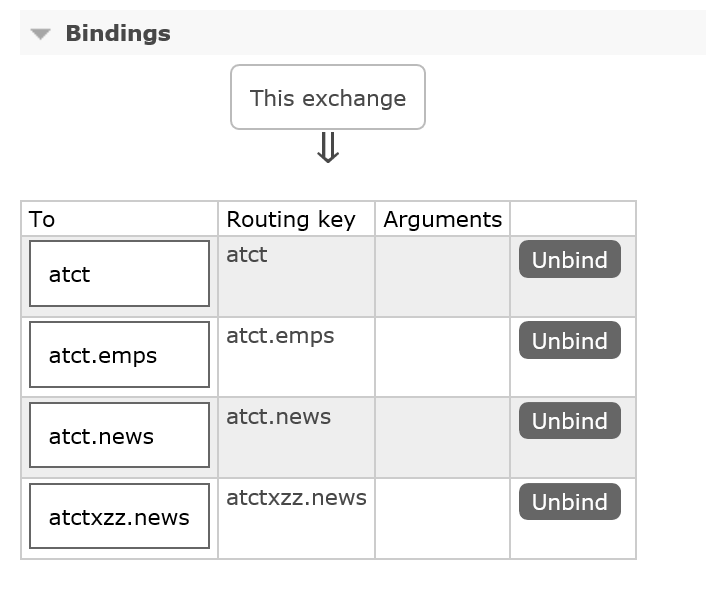 Bindings
This exchange
⇓
To Routing key Arguments
atct atct Unbind
atct.emps atct.emps Unbind
atct.news atct.news Unbind
atctxzz.news atctxzz.news Unbind